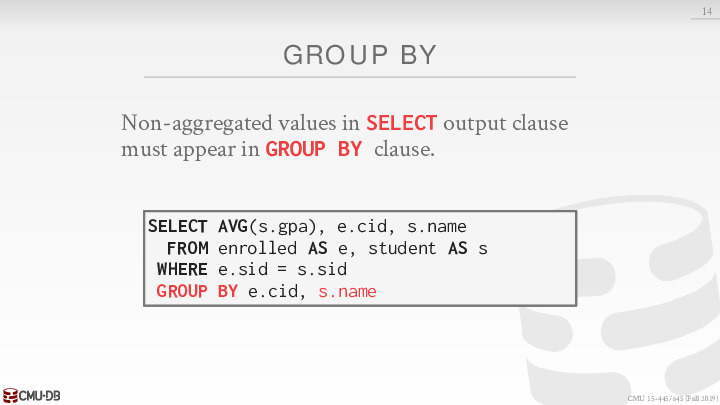 14
GROUP BY
Non-aggregated values in SELECT output clause
must appear in GROUP BY clause.
SELECT AVG(s.gpa), e.cid, s.name
FROM enrolled AS e, student AS s
WHERE e.sid = s.sid
GROUP BY e.cid, s.name
CMU·DB
CMU 15-445/645 (Fall 2019)